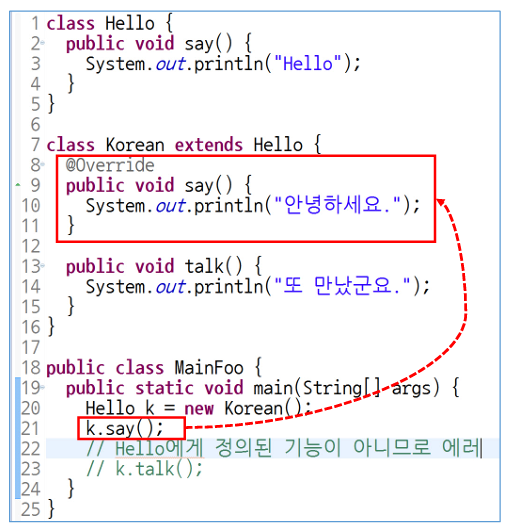 1 class Hello {
2 public void say() {
3 System.out.println("Hello");
4 }
5 }
6
7 class Korean extends Hello {
8 @Override
9 public void say() {
10 System.out.println("안녕하세요.");
11 }
12
13 public void talk() {
14 System.out.println("또 만났군요.");
15 }
16 }
17
18 public class MainFoo {
19 public static void main(String[] args) {
20 Hello k = new Korean();
21 k.say();
22 // Hello에게 정의된 기능이 아니므로 에레
23 // k.talk();
24 }
25 }